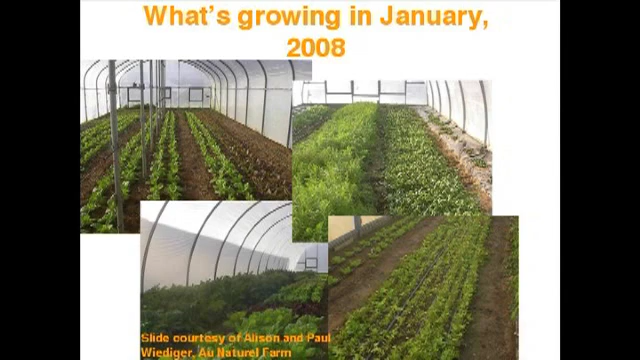 What's growing in January,
2008
Slide courtesy of Alison and Paul
Wiediger, Au Naturel Farm